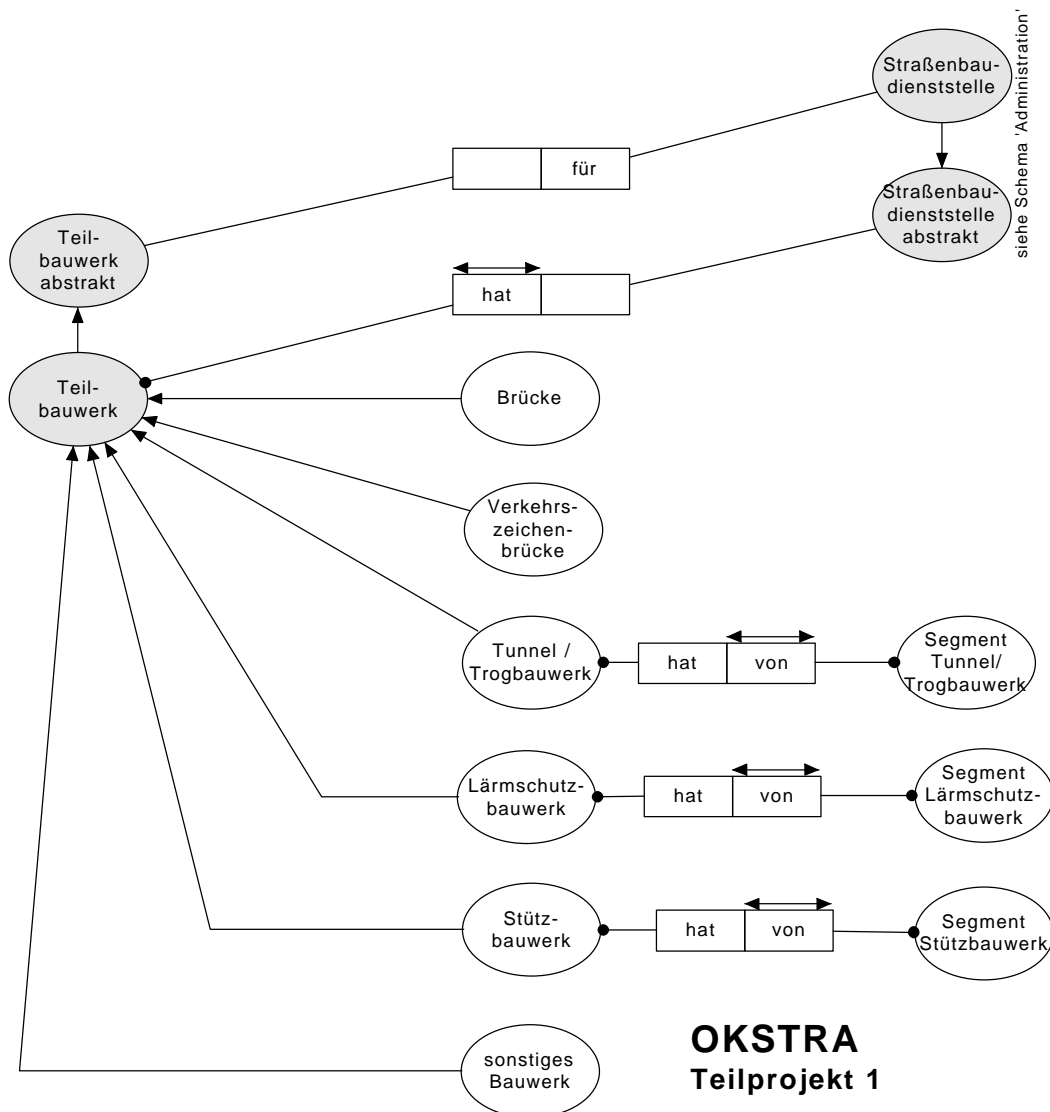 Straßenbau-
dienststelle
siehe Schema 'Administration'
für
Straßenbau-
dienststelle
abstrakt
Teil-
bauwerk
abstrakt
hat
Teil-
bauwerk
Brücke
Verkehrs-
zeichen-
brücke
Tunnel /
Trogbauwerk
hat
von
Segment
Tunnel/
Trogbauwerk
Lärmschutz-
bauwerk
hat
von
Segment
Lärmschutz-
bauwerk
Stütz-
bauwerk
hat
von
Segment
Stützbauwerk
sonstiges
Bauwerk
OKSTRA
Teilprojekt 1